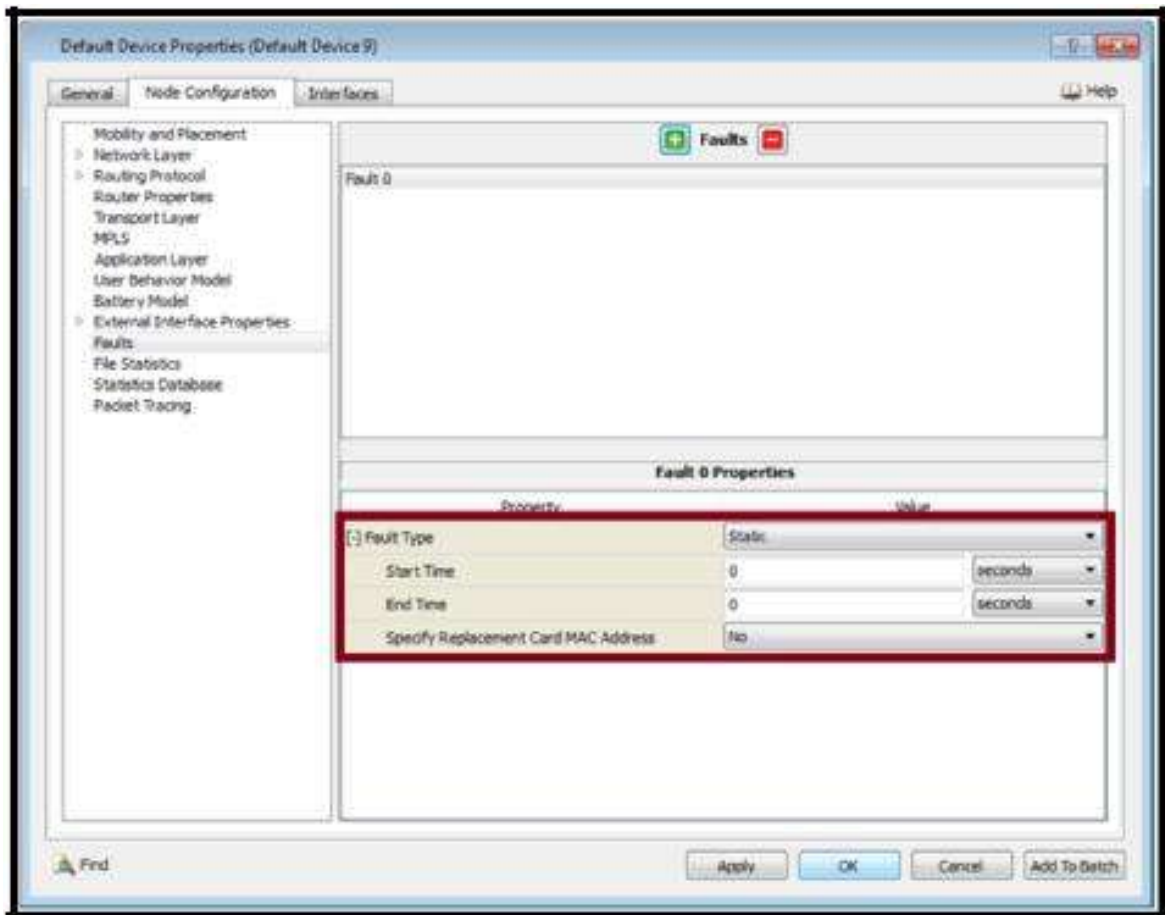 Default Device Properties (Default Device 9)
General Node Configuration Interfaces Help
Mobility and Placement
Network Layer
Routing Protocol
Router Properties
Transport Layer
MPLS
Application Layer
User Behavior Model
Battery Model
External Interface Properties
Faults
File Statistics
Statistics Database
Packet Tracing
Faults
Fault 0
Fault 0 Properties
Property Value
[-] Fault Type Static
Start Time 0 seconds
End Time 0 seconds
Specify Replacement Card MAC Address No
Find Apply OK Cancel Add To Batch